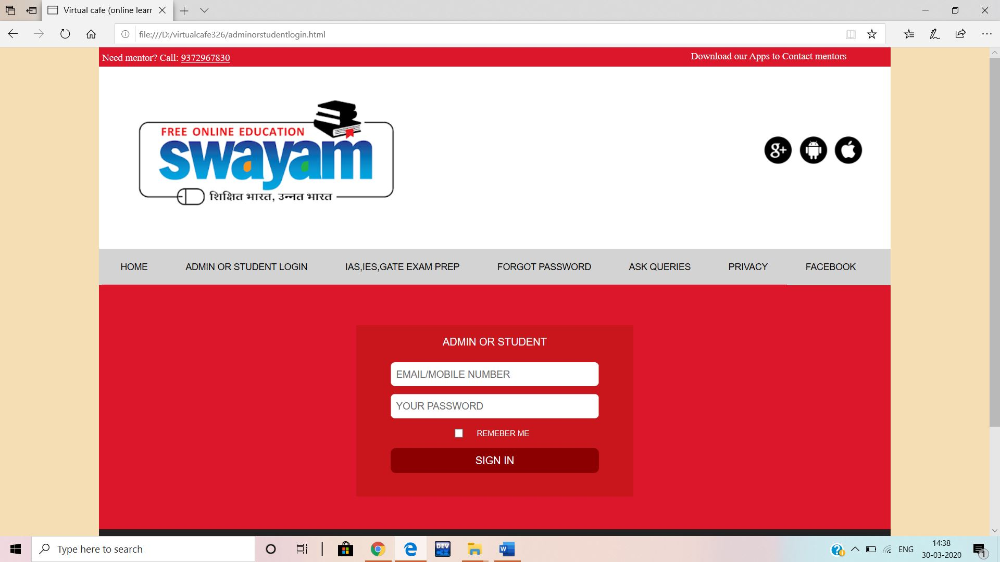 Virtual cafe (online lear
file:///D:/virtualcafe326/adminorstudentlogin.html
Need mentor? Call: 9372967830
Download our Apps to Contact mentors
FREE ONLINE EDUCATION
swayam
शिक्षित भारत, उन्नत भारत
g+
HOME ADMIN OR STUDENT LOGIN IAS,IES,GATE EXAM PREP FORGOT PASSWORD ASK QUERIES PRIVACY FACEBOOK
ADMIN OR STUDENT
EMAIL/MOBILE NUMBER
YOUR PASSWORD
REMEBER ME
SIGN IN
Type here to search
DEV
C++
W
ENG
14:38
30-03-2020
1